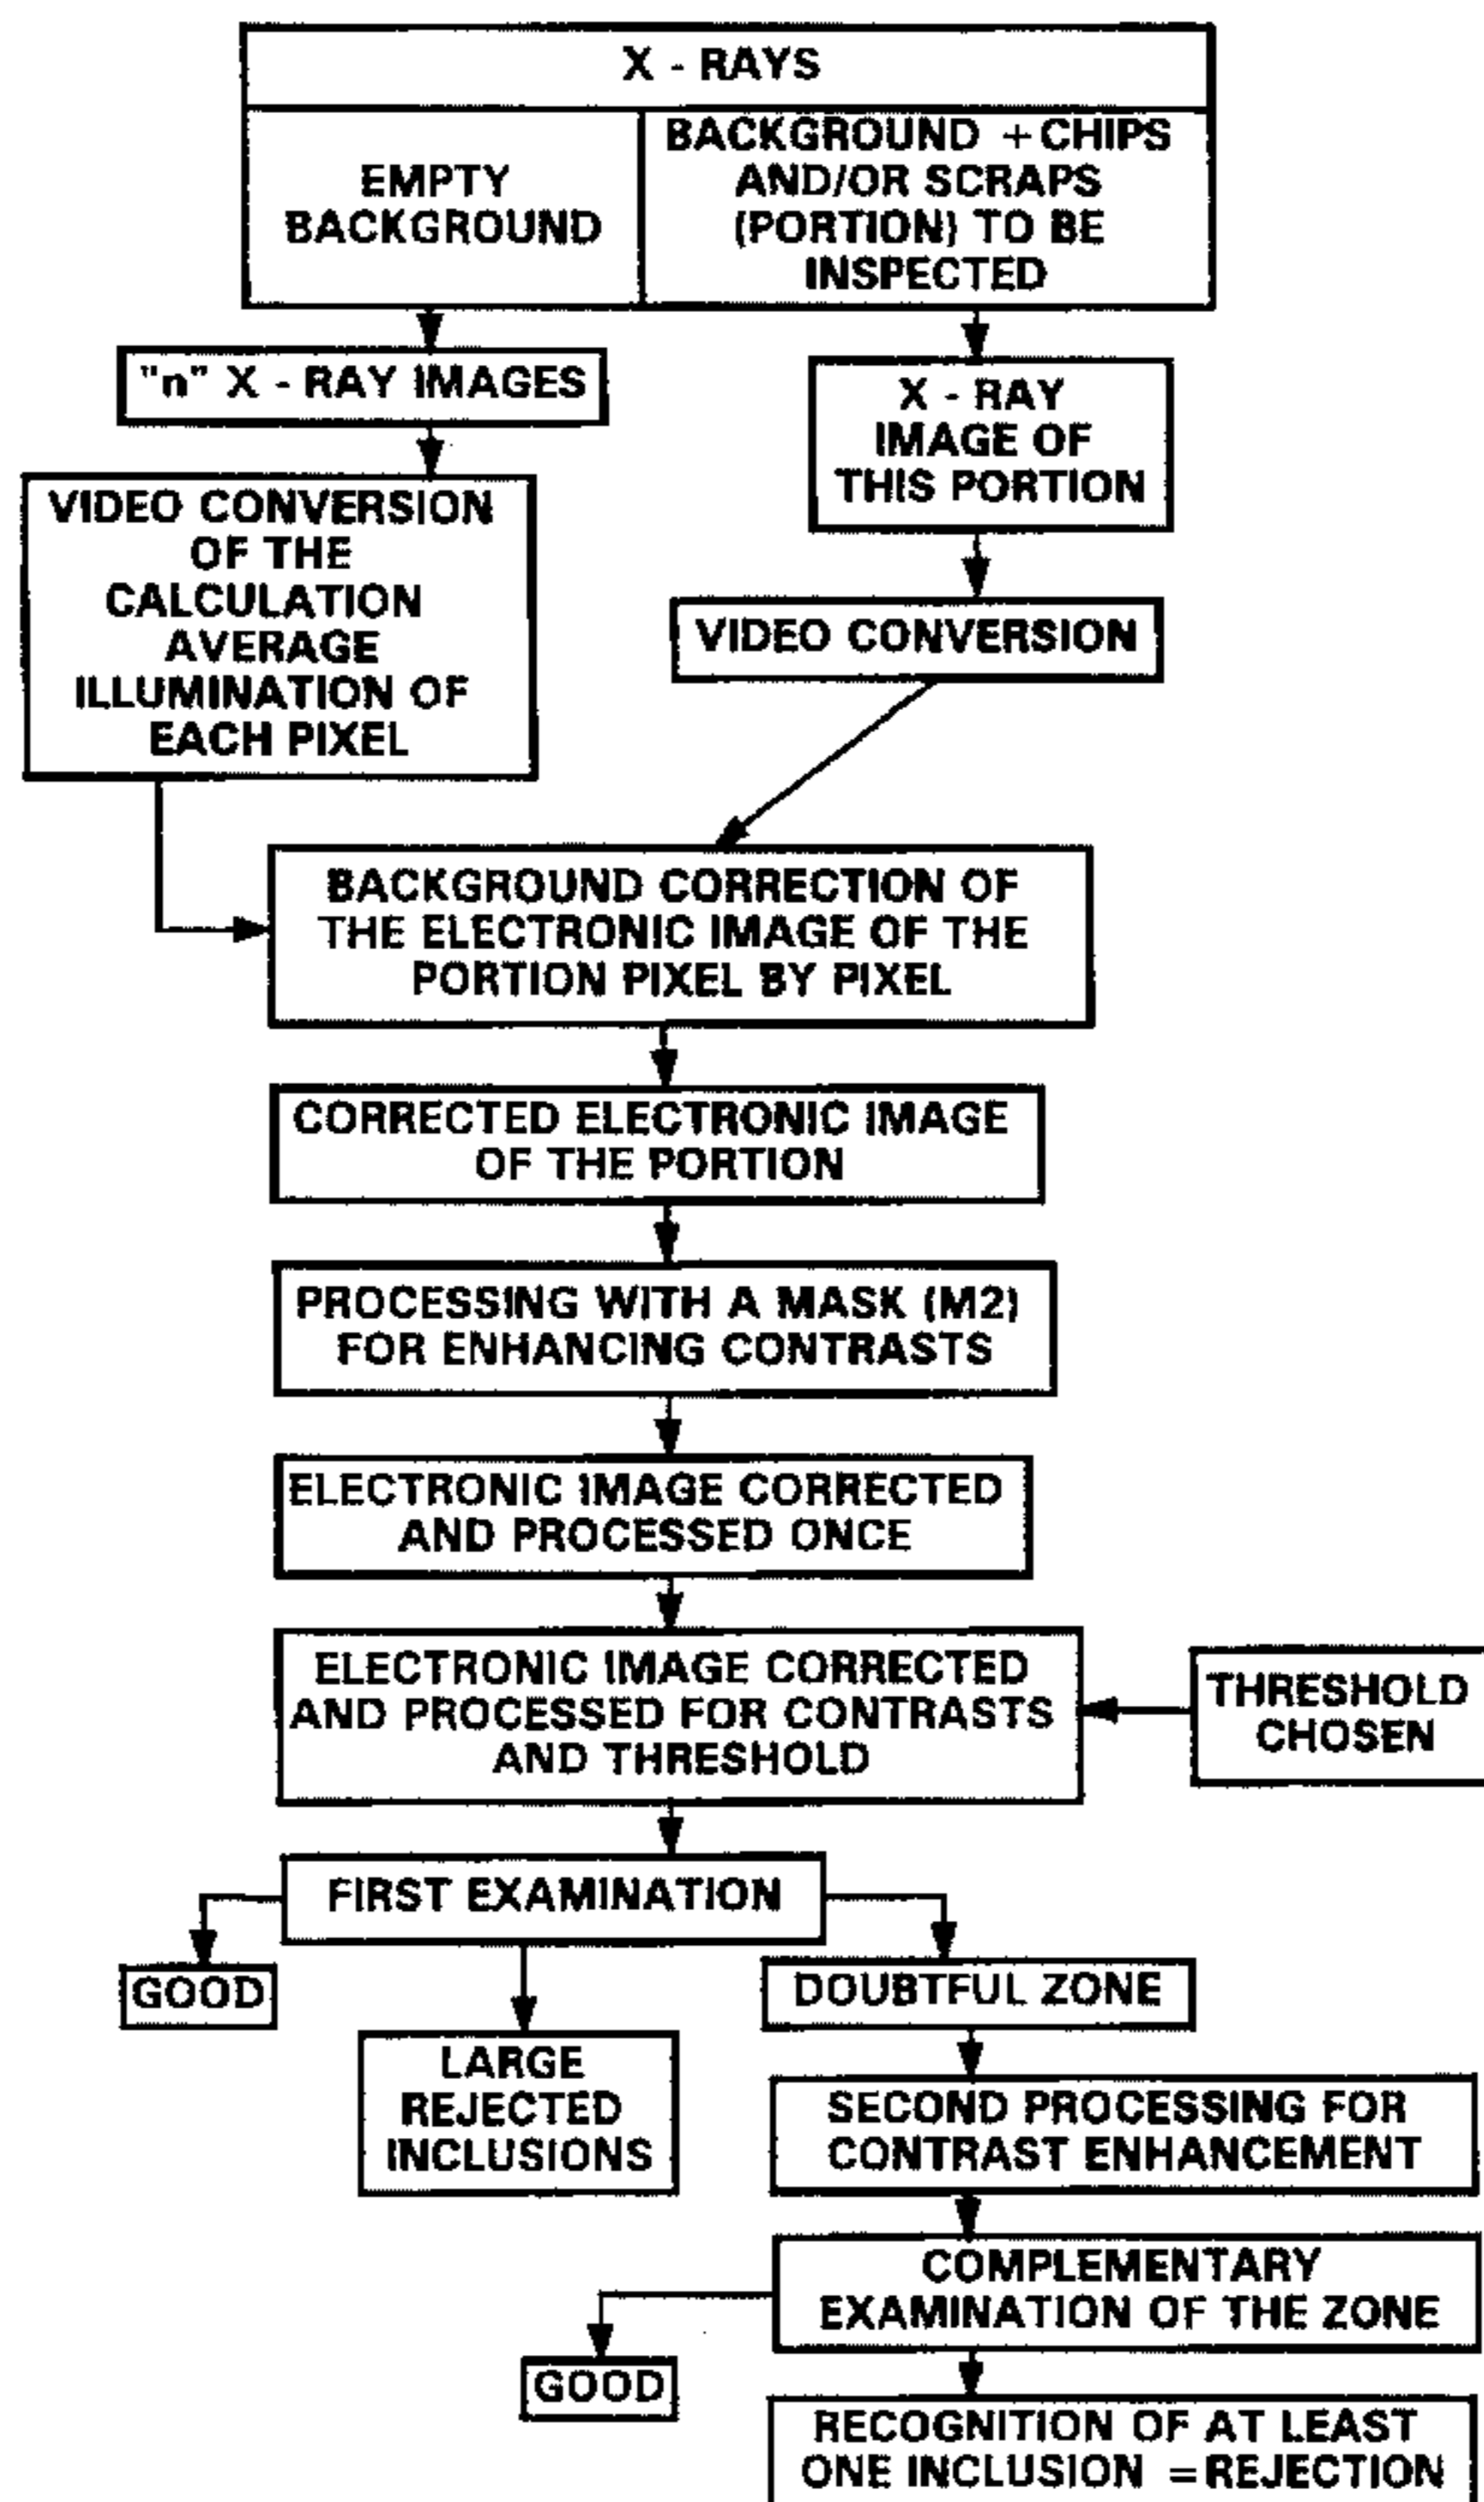 X - RAYS
EMPTY
BACKGROUND
BACKGROUND + CHIPS
AND/OR SCRAPS
(PORTION) TO BE
INSPECTED
"n" X - RAY IMAGES
X - RAY
IMAGE OF
THIS PORTION
VIDEO CONVERSION
OF THE
CALCULATION
AVERAGE
ILLUMINATION OF
EACH PIXEL
VIDEO CONVERSION
BACKGROUND CORRECTION OF
THE ELECTRONIC IMAGE OF THE
PORTION PIXEL BY PIXEL
CORRECTED ELECTRONIC IMAGE
OF THE PORTION
PROCESSING WITH A MASK (M2)
FOR ENHANCING CONTRASTS
ELECTRONIC IMAGE CORRECTED
AND PROCESSED ONCE
ELECTRONIC IMAGE CORRECTED
AND PROCESSED FOR CONTRASTS
AND THRESHOLD
THRESHOLD
CHOSEN
FIRST EXAMINATION
GOOD
LARGE
REJECTED
INCLUSIONS
DOUBTFUL ZONE
SECOND PROCESSING FOR
CONTRAST ENHANCEMENT
COMPLEMENTARY
EXAMINATION OF THE ZONE
GOOD
RECOGNITION OF AT LEAST
ONE INCLUSION = REJECTION